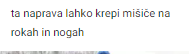 ta naprava lahko krepi mišiče na
rokah in nogah